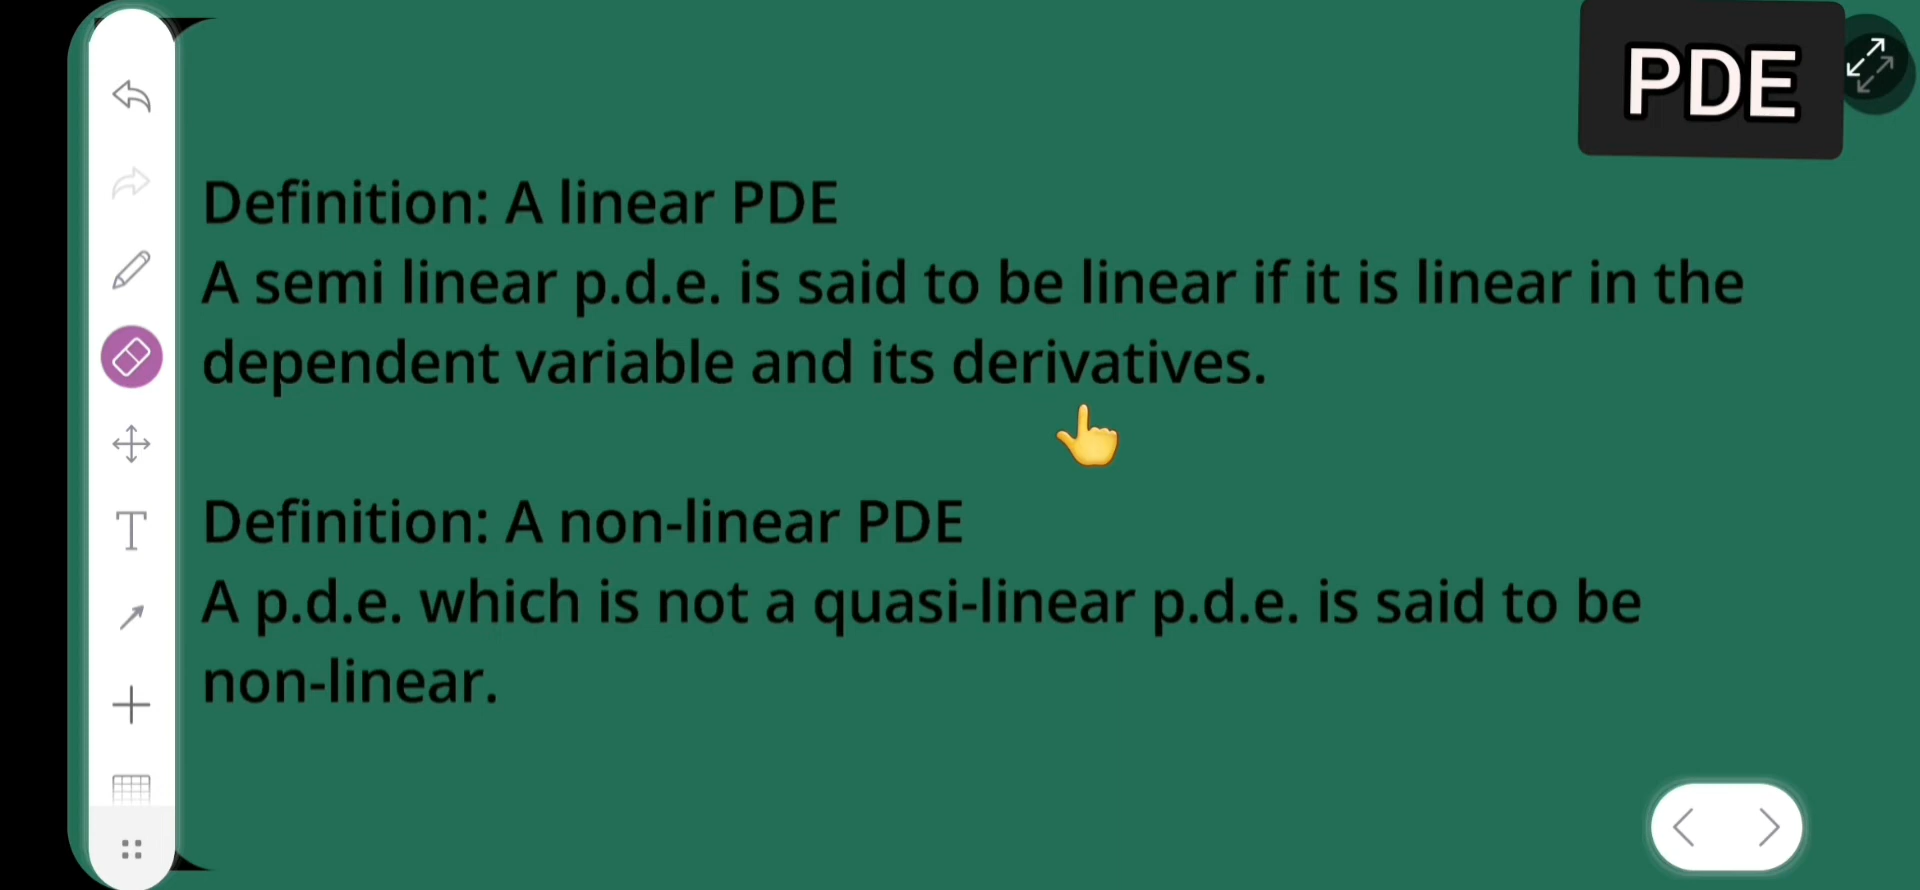 PDE
Definition: A linear PDE
A semi linear p.d.e. is said to be linear if it is linear in the
dependent variable and its derivatives.
Definition: A non-linear PDE
A p.d.e. which is not a quasi-linear p.d.e. is said to be
non-linear.